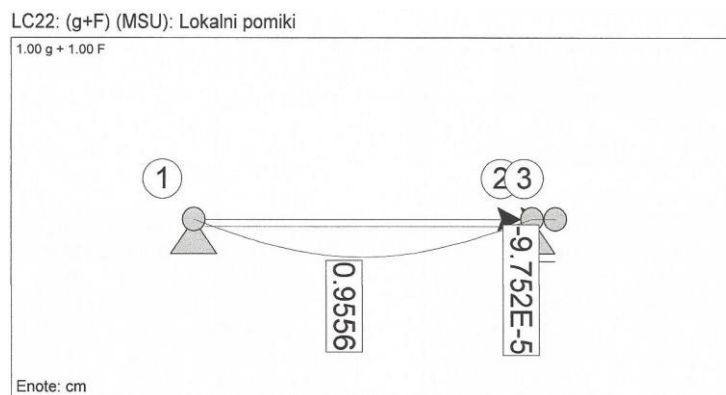 LC22: (g+F) (MSU): Lokalni pomiki
1.00 g + 1.00 F
1
2
3
0.9556
-9.752E-5
Enote: cm